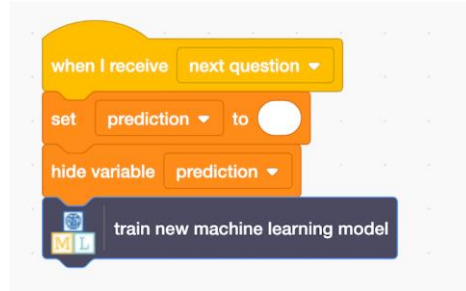 when I receive next question
set prediction to
hide variable prediction
ML train new machine learning model